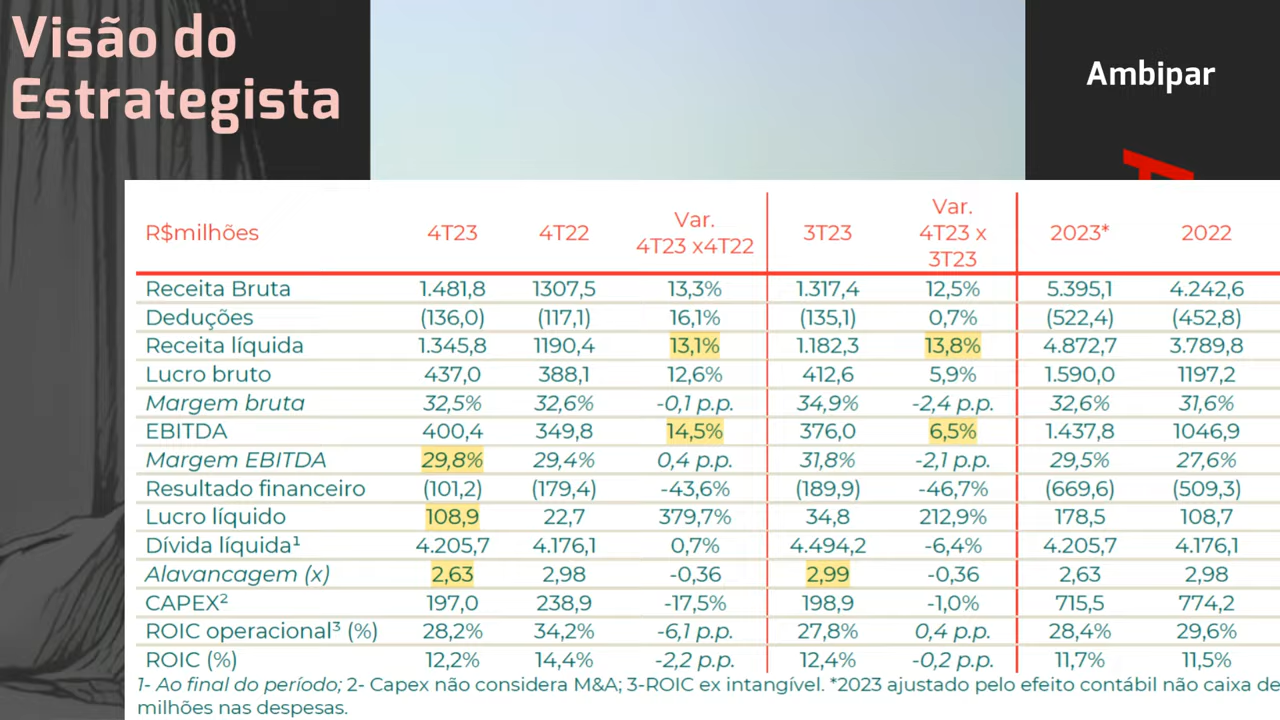 Visão do
Estrategista
Ambipar
R$milhões 4T23 4T22 Var. 4T23 x4T22 3T23 Var. 4T23 x 3T23 2023* 2022
Receita Bruta 1.481,8 1307,5 13,3% 1.317,4 12,5% 5.395,1 4.242,6
Deduções (136,0) (117,1) 16,1% (135,1) 0,7% (522,4) (452,8)
Receita líquida 1.345,8 1190,4 13,1% 1.182,3 13,8% 4.872,7 3.789,8
Lucro bruto 437,0 388,1 12,6% 412,6 5,9% 1.590,0 1197,2
Margem bruta 32,5% 32,6% -0,1 p.p. 34,9% -2,4 p.p. 32,6% 31,6%
EBITDA 400,4 349,8 14,5% 376,0 6,5% 1.437,8 1046,9
Margem EBITDA 29,8% 29,4% 0,4 p.p. 31,8% -2,1 p.p. 29,5% 27,6%
Resultado financeiro (101,2) (179,4) -43,6% (189,9) -46,7% (669,6) (509,3)
Lucro líquido 108,9 22,7 379,7% 34,8 212,9% 178,5 108,7
Dívida líquida¹ 4.205,7 4.176,1 0,7% 4.494,2 -6,4% 4.205,7 4.176,1
Alavancagem (x) 2,63 2,98 -0,36 2,99 -0,36 2,63 2,98
CAPEX² 197,0 238,9 -17,5% 198,9 -1,0% 715,5 774,2
ROIC operacional³ (%) 28,2% 34,2% -6,1 p.p. 27,8% 0,4 p.p. 28,4% 29,6%
ROIC (%) 12,2% 14,4% -2,2 p.p. 12,4% -0,2 p.p. 11,7% 11,5%
1- Ao final do período; 2- Capex não considera M&A; 3-ROIC ex intangível. *2023 ajustado pelo efeito contábil não caixa de
milhões nas despesas.